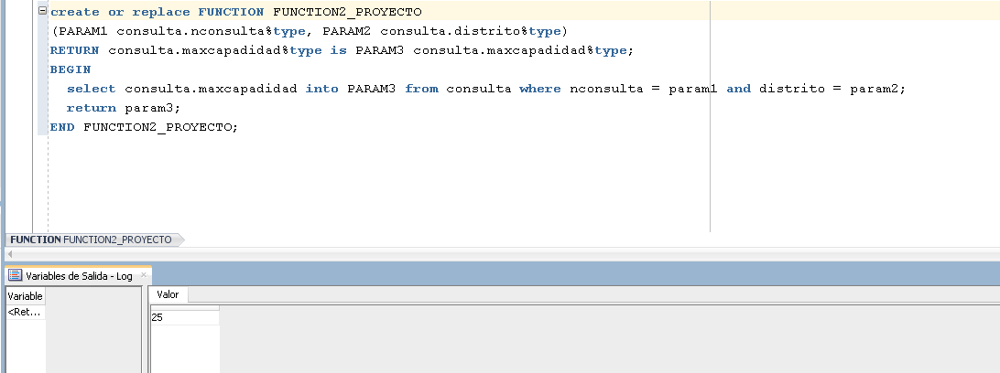 create or replace FUNCTION FUNCTION2_PROYECTO
(PARAM1 consulta.nconsulta%type, PARAM2 consulta.distrito%type)
RETURN consulta.maxcapadidad%type is PARAM3 consulta.maxcapadidad%type;
BEGIN
select consulta.maxcapadidad into PARAM3 from consulta where nconsulta = param1 and distrito = param2;
return param3;
END FUNCTION2_PROYECTO;
FUNCTION FUNCTION2_PROYECTO
Variables de Salida - Log
Variable
<Ret...
Valor
25